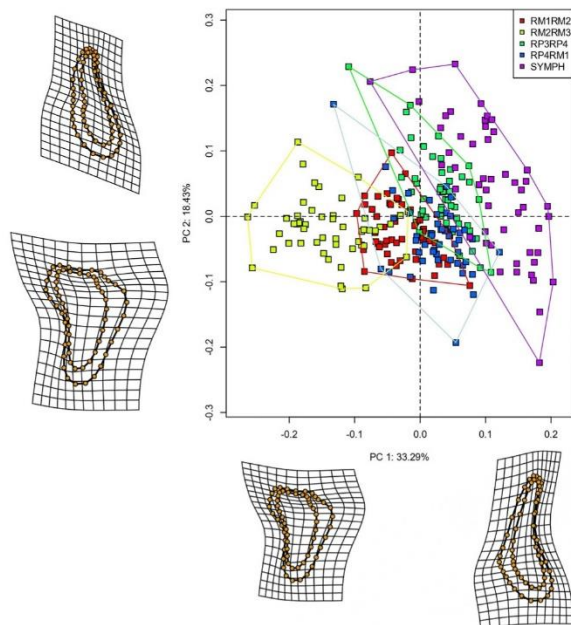 RM1RM2
RM2RM3
RP3RP4
RP4RM1
SYMPH
0.3
0.2
0.1
0.0
-0.1
-0.2
-0.3
PC 2: 18.43%
-0.2
-0.1
0.0
0.1
0.2
PC 1: 33.29%